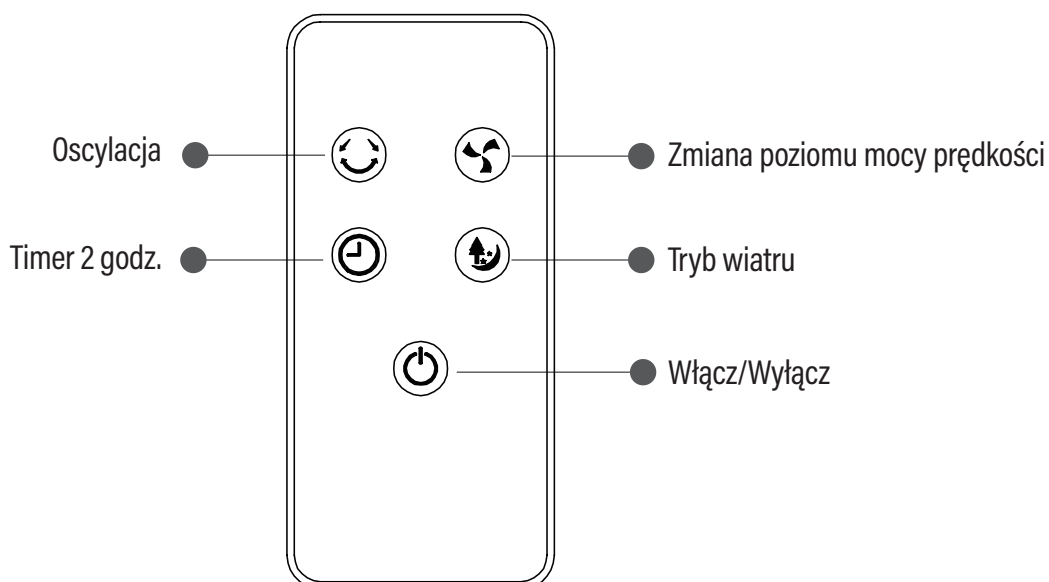 Oscylacja
Zmiana poziomu mocy prędkości
Timer 2 godz.
Tryb wiatru
Włącz/Wyłącz